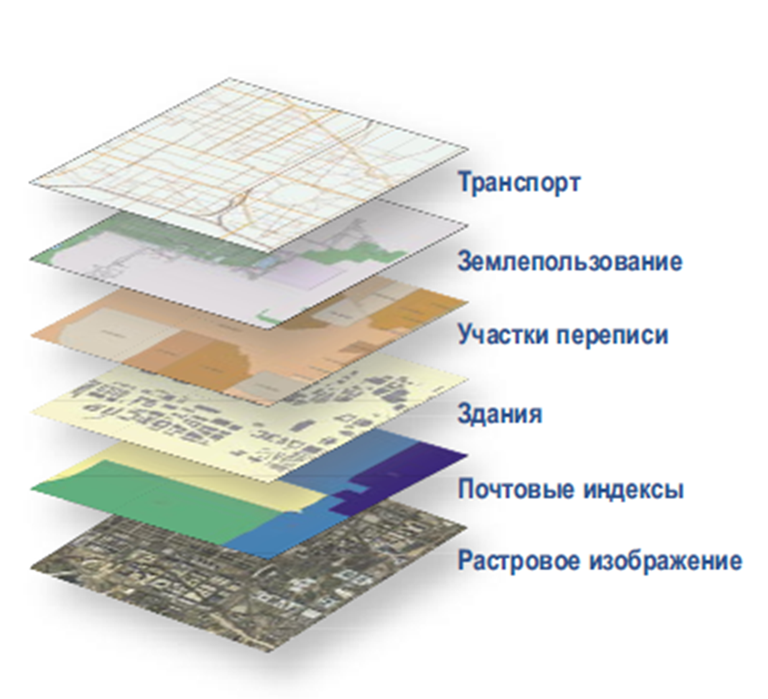 Транспорт
Землепользование
Участки переписи
Здания
Почтовые индексы
Растровое изображение